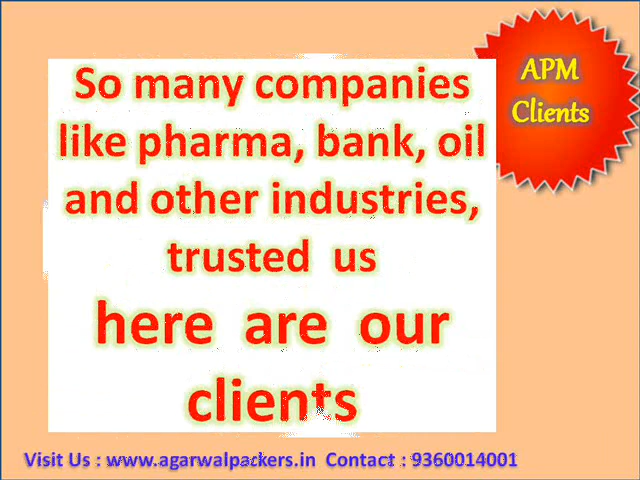 So many companies
like pharma, bank, oil
and other industries,
trusted us
here are our
clients
APM
Clients
Visit Us : www.agarwalpackers.in Contact : 9360014001